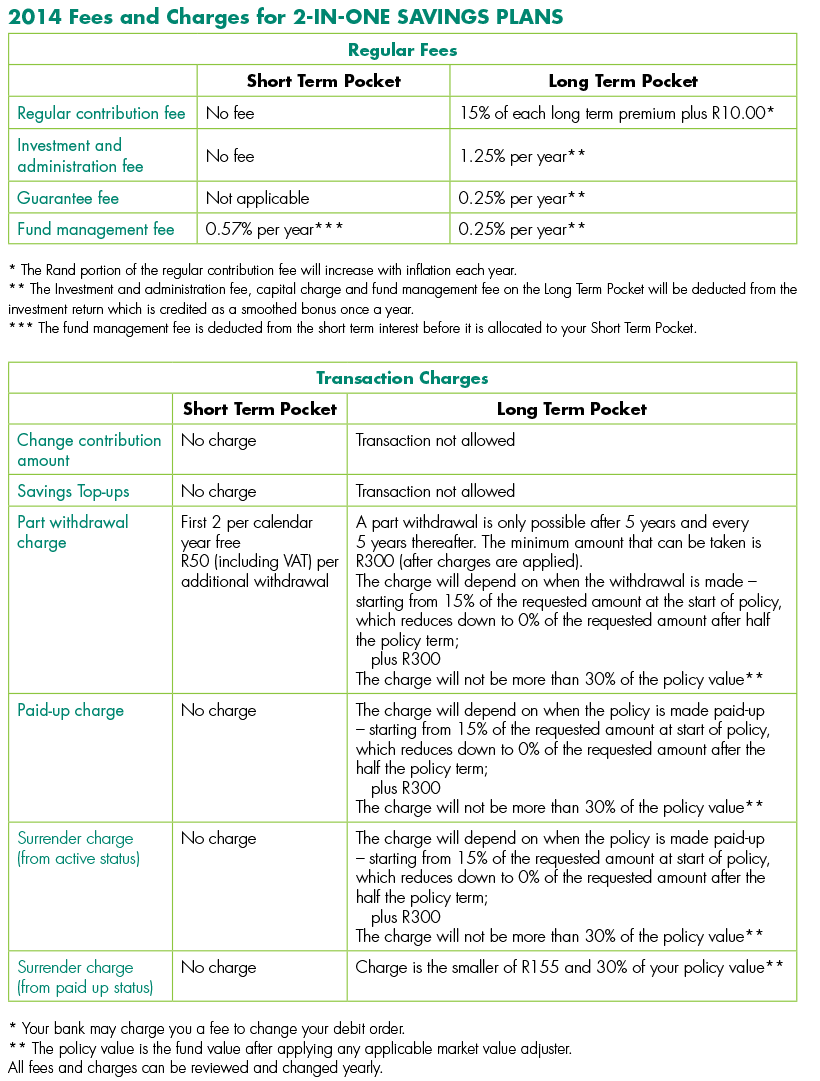 2014 Fees and Charges for 2-IN-ONE SAVINGS PLANS
Regular Fees
Short Term Pocket Long Term Pocket
Regular contribution fee No fee 15% of each long term premium plus R10.00*
Investment and
administration fee No fee 1.25% per year**
Guarantee fee Not applicable 0.25% per year**
Fund management fee 0.57% per year*** 0.25% per year**
* The Rand portion of the regular contribution fee will increase with inflation each year.
** The Investment and administration fee, capital charge and fund management fee on the Long Term Pocket will be deducted from the
investment return which is credited as a smoothed bonus once a year.
*** The fund management fee is deducted from the short term interest before it is allocated to your Short Term Pocket.
Transaction Charges
Short Term Pocket Long Term Pocket
Change contribution
amount
No charge
Transaction not allowed
Savings Top-ups No charge Transaction not allowed
Part withdrawal
charge
First 2 per calendar
year free
R50 (including VAT) per
additional withdrawal
A part withdrawal is only possible after 5 years and every
5 years thereafter. The minimum amount that can be taken is
R300 (after charges are applied).
The charge will depend on when the withdrawal is made –
starting from 15% of the requested amount at the start of policy,
which reduces down to 0% of the requested amount after half
the policy term;
plus R300
The charge will not be more than 30% of the policy value**
Paid-up charge
No charge
The charge will depend on when the policy is made paid-up
– starting from 15% of the requested amount at start of policy,
which reduces down to 0% of the requested amount after the
half the policy term;
plus R300
The charge will not be more than 30% of the policy value**
Surrender charge
(from active status)
No charge
The charge will depend on when the policy is made paid-up
– starting from 15% of the requested amount at start of policy,
which reduces down to 0% of the requested amount after the
half the policy term;
plus R300
The charge will not be more than 30% of the policy value**
Surrender charge
(from paid up status)
No charge
Charge is the smaller of R155 and 30% of your policy value**
* Your bank may charge you a fee to change your debit order.
** The policy value is the fund value after applying any applicable market value adjuster.
All fees and charges can be reviewed and changed yearly.